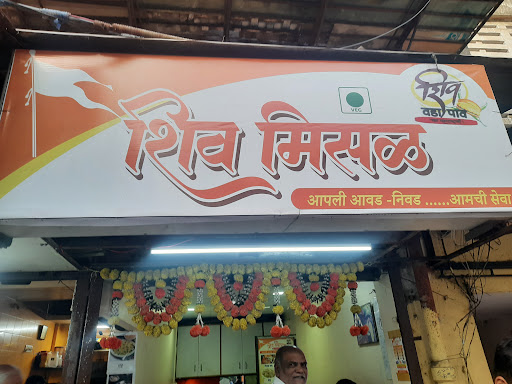 शिव
वडा पाव
VEG
शिव मिसळ
आपली आवड -निवड ......आमची सेवा